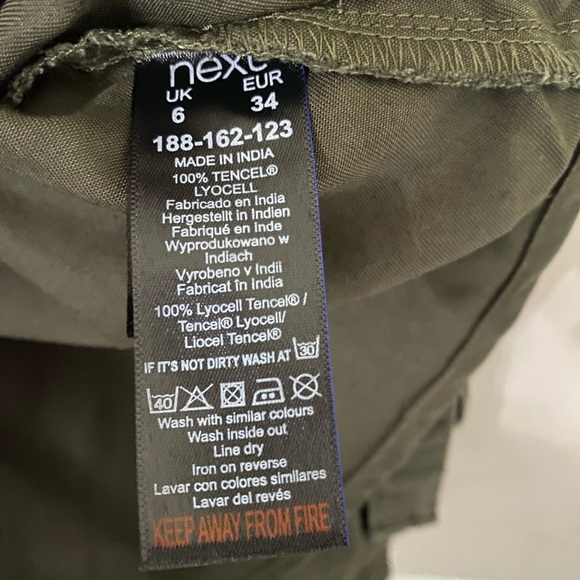 next
UK EUR
6 34
188-162-123
MADE IN INDIA
100% TENCEL®
LYOCELL
Fabricado en India
Hergestellt in Indien
Fabriqué en Inde
Wyprodukowano w
Indiach
Vyrobeno v Indii
Fabricat în India
100% Lyocell Tencel® /
Tencel® Lyocell/
Liocel Tencel®
IF IT'S NOT DIRTY WASH AT 30
40
Wash with similar colours
Wash inside out
Line dry
Iron on reverse
Lavar con colores similares
Lavar del revés
KEEP AWAY FROM FIRE